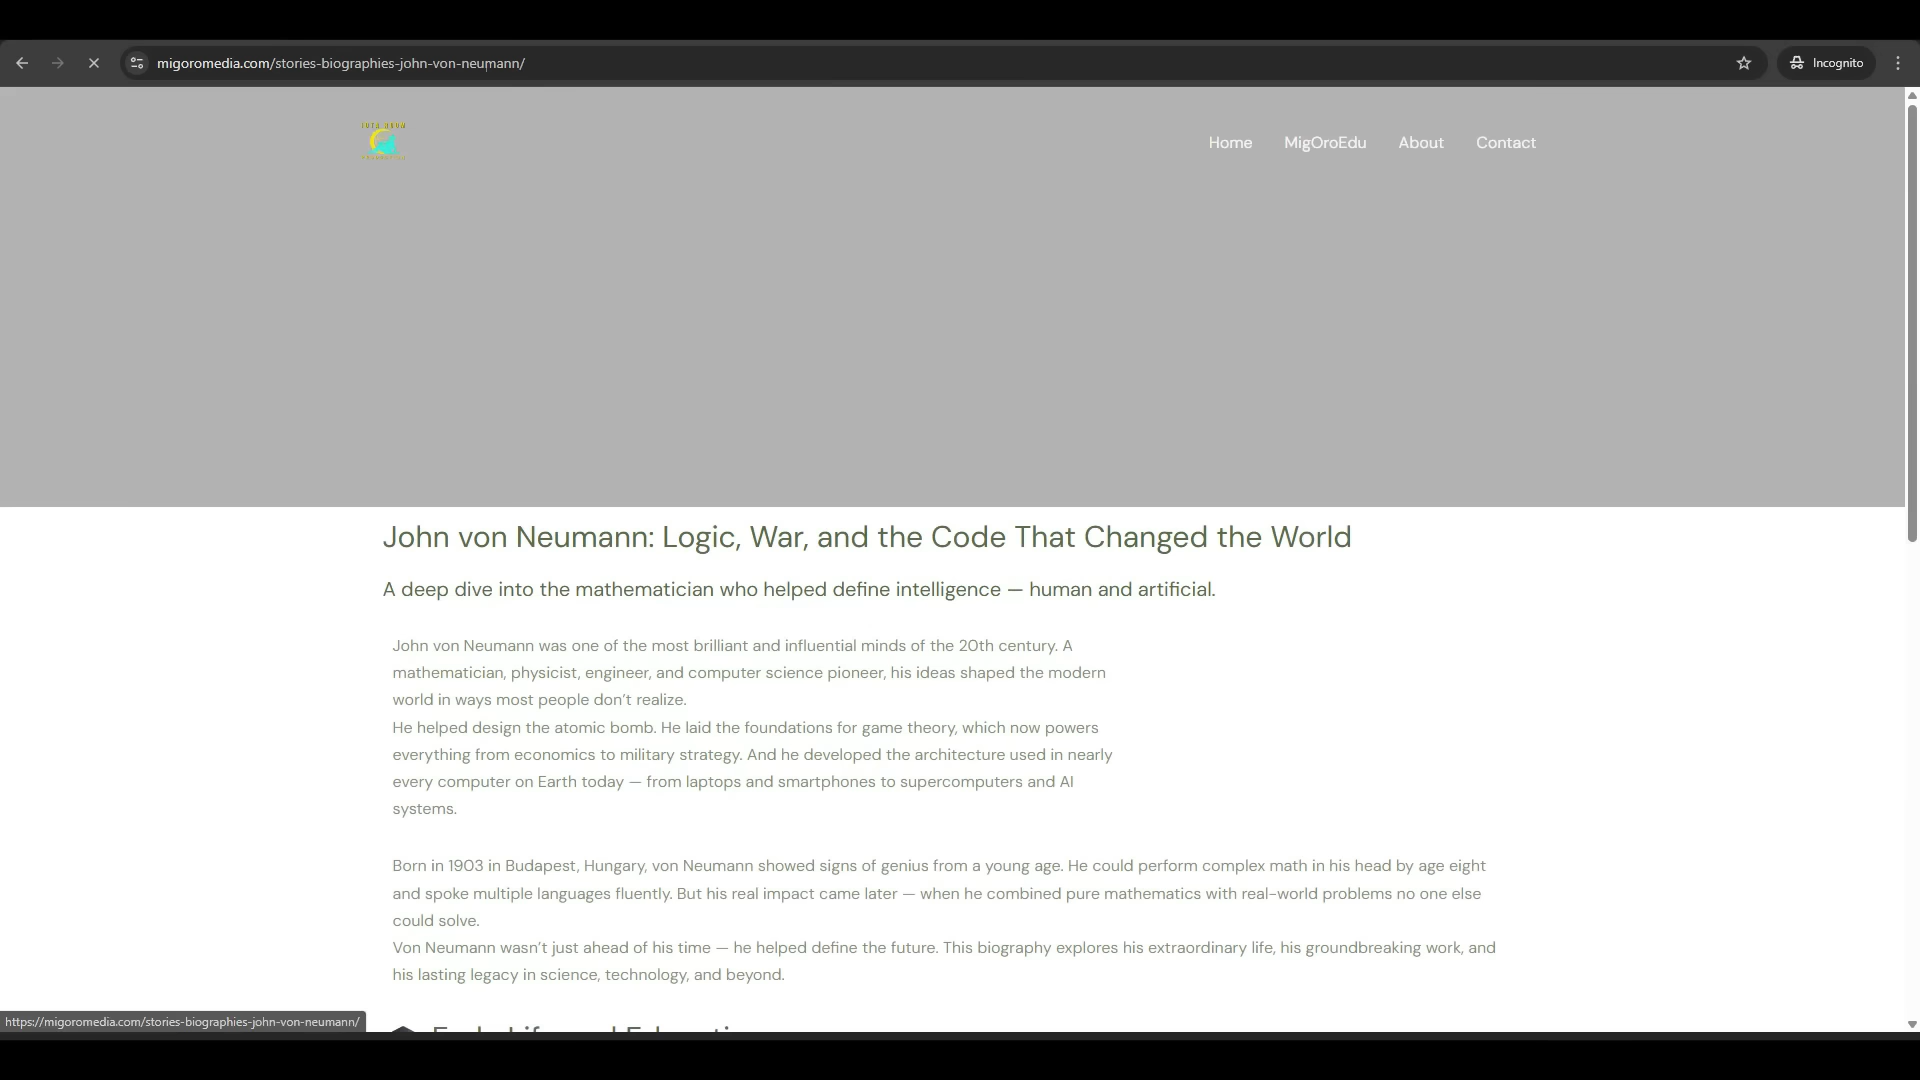 migoromedia.com/stories-biographies-john-von-neumann/
Incognito
Home MigOroEdu About Contact
John von Neumann: Logic, War, and the Code That Changed the World
A deep dive into the mathematician who helped define intelligence — human and artificial.
John von Neumann was one of the most brilliant and influential minds of the 20th century. A
mathematician, physicist, engineer, and computer science pioneer, his ideas shaped the modern
world in ways most people don’t realize.
He helped design the atomic bomb. He laid the foundations for game theory, which now powers
everything from economics to military strategy. And he developed the architecture used in nearly
every computer on Earth today — from laptops and smartphones to supercomputers and AI
systems.
Born in 1903 in Budapest, Hungary, von Neumann showed signs of genius from a young age. He could perform complex math in his head by age eight
and spoke multiple languages fluently. But his real impact came later — when he combined pure mathematics with real-world problems no one else
could solve.
Von Neumann wasn’t just ahead of his time — he helped define the future. This biography explores his extraordinary life, his groundbreaking work, and
his lasting legacy in science, technology, and beyond.
https://migoromedia.com/stories-biographies-john-von-neumann/